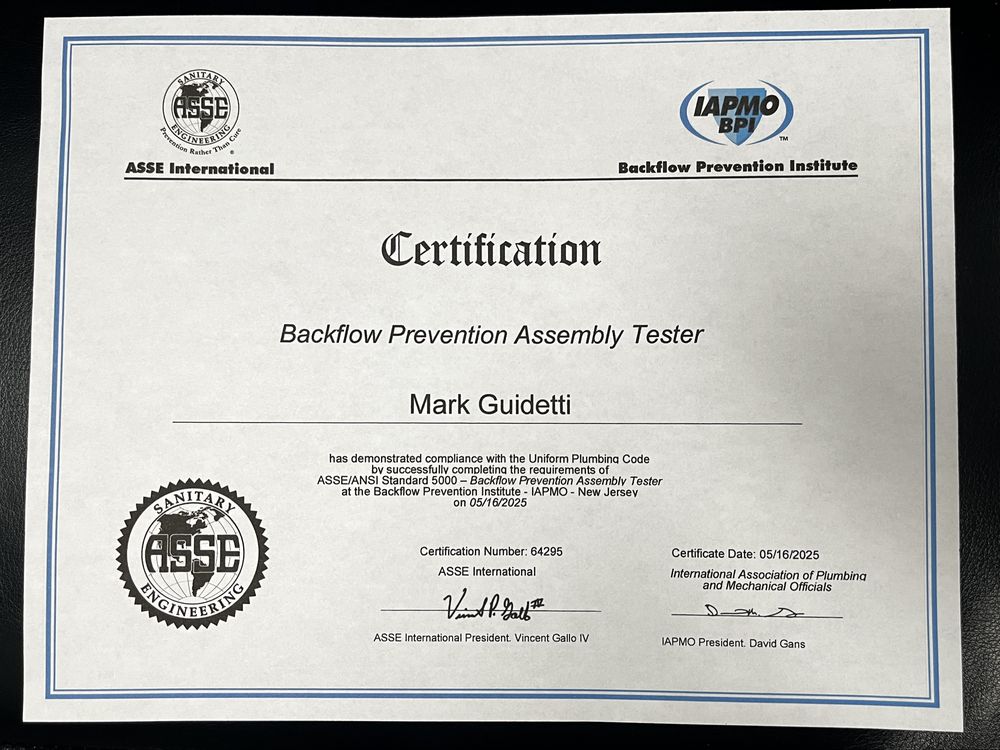 SANITARY
ASSE
ENGINEERING
Prevention Rather Than Cure
ASSE International
IAPMO
BPI
TM
Backflow Prevention Institute
Certification
Backflow Prevention Assembly Tester
Mark Guidetti
has demonstrated compliance with the Uniform Plumbing Code
by successfully completing the requirements of
ASSE/ANSI Standard 5000 – Backflow Prevention Assembly Tester
at the Backflow Prevention Institute - IAPMO - New Jersey
on 05/16/2025
SANITARY
ASSE
ENGINEERING
Certification Number: 64295
ASSE International
Vincent P. Gallo IV
ASSE International President, Vincent Gallo IV
Certificate Date: 05/16/2025
International Association of Plumbing
and Mechanical Officials
IAPMO President, David Gans